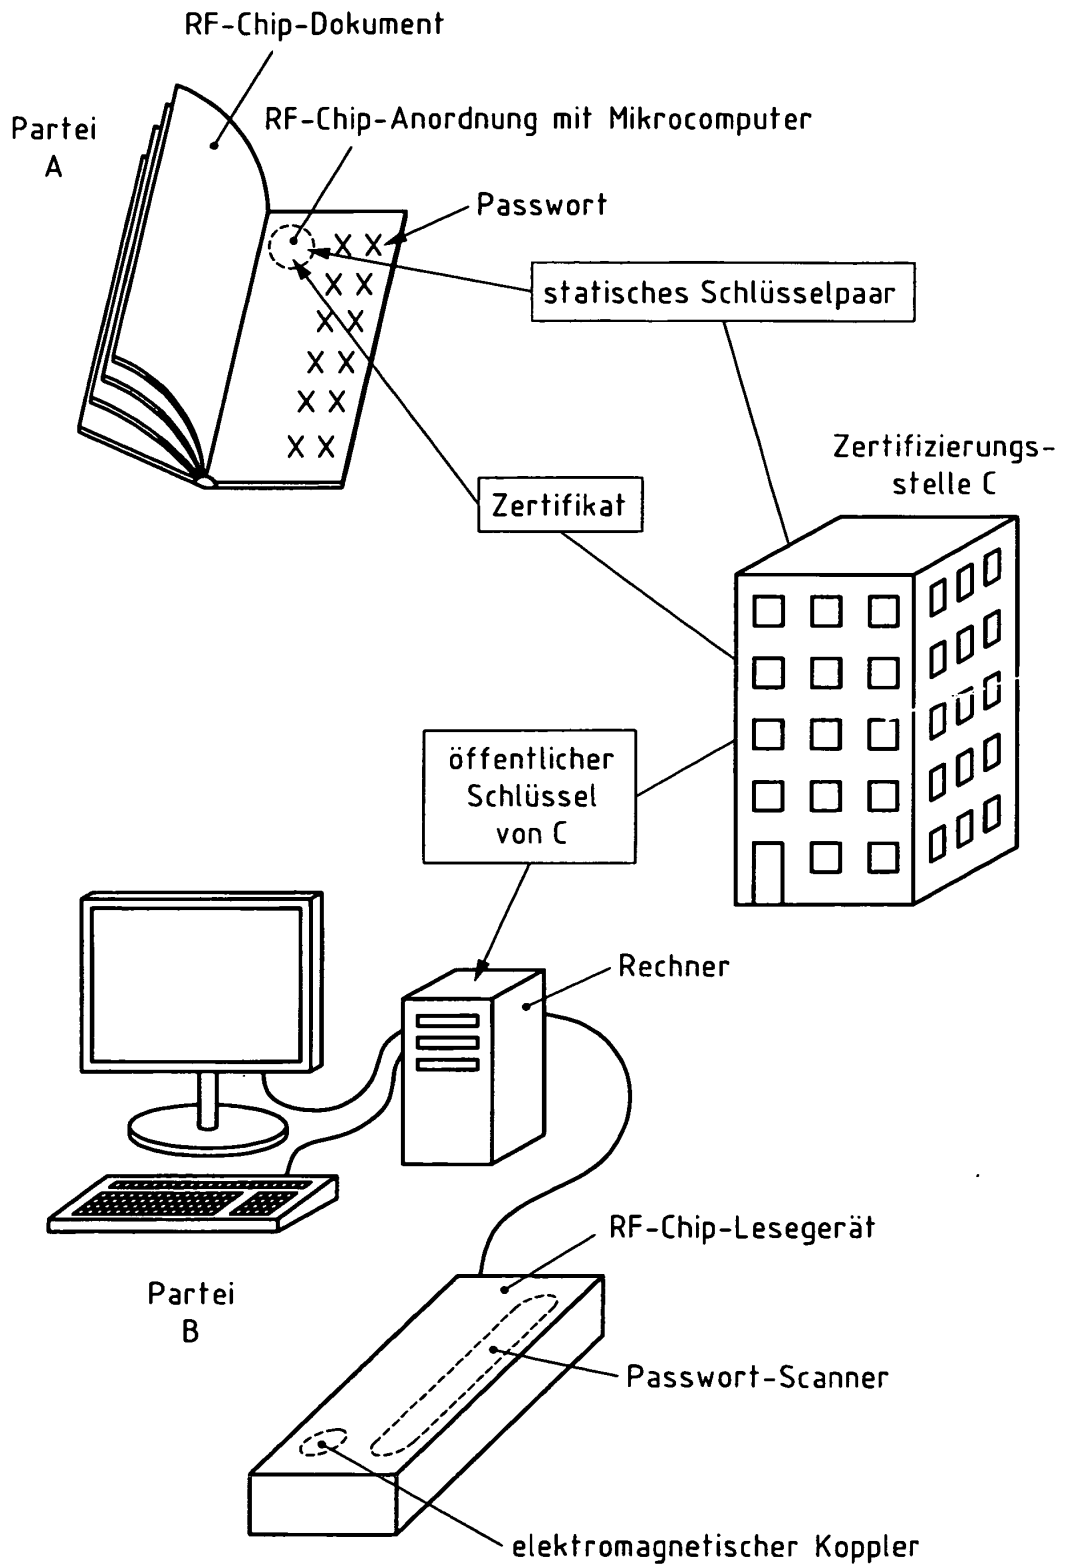 RF-Chip-Dokument
Partei
A
RF-Chip-Anordnung mit Mikrocomputer
Passwort
X X
X X
X X
X X
X X
X X
statisches Schlüsselpaar
Zertifizierungs-
stelle C
Zertifikat
öffentlicher
Schlüssel
von C
Rechner
RF-Chip-Lesegerät
Partei
B
Passwort-Scanner
elektromagnetischer Koppler